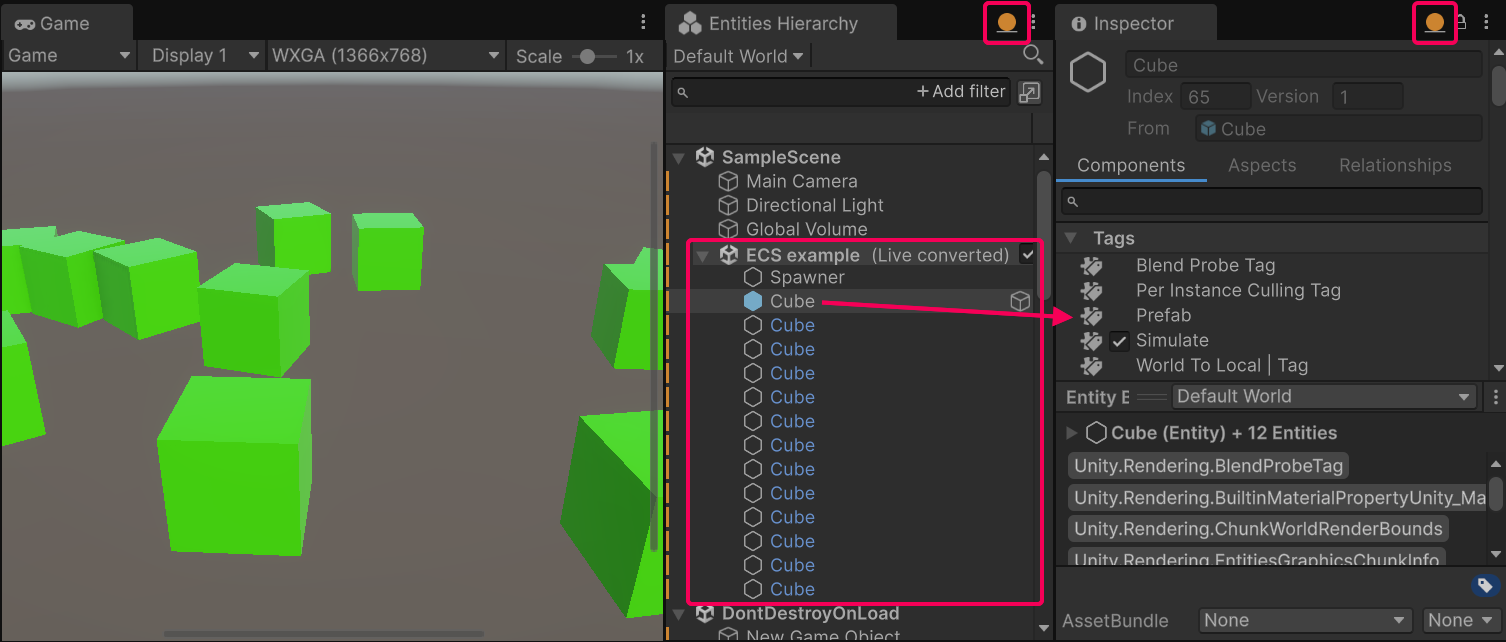 Game
Game Display 1 WXGA (1366x768) Scale 1x
Entities Hierarchy
Default World
+ Add filter
SampleScene
Main Camera
Directional Light
Global Volume
ECS example (Live converted)
Spawner
Cube
Cube
Cube
Cube
Cube
Cube
Cube
Cube
Cube
Cube
Cube
Cube
Cube
DontDestroyOnLoad
New Game Object
Inspector
Cube
Index 65 Version 1
From Cube
Components Aspects Relationships
Tags
Blend Probe Tag
Per Instance Culling Tag
Prefab
Simulate
World To Local | Tag
Entity B Default World
Cube (Entity) + 12 Entities
Unity.Rendering.BlendProbeTag
Unity.Rendering.BuiltinMaterialPropertyUnity_Ma
Unity.Rendering.ChunkWorldRenderBounds
Unity.Rendering.EntitiesGraphicsChunkInfo
AssetBundle None None